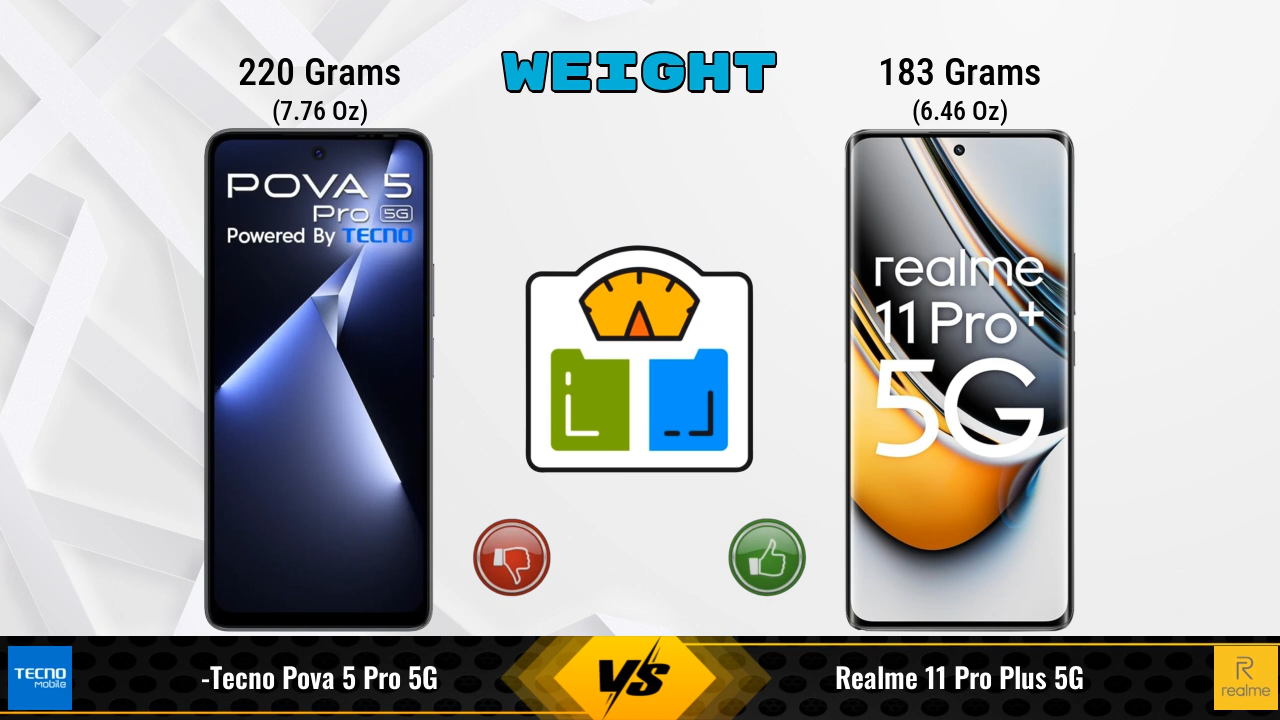 WEIGHT
220 Grams
(7.76 Oz)
POVA 5
Pro 5G
Powered By TECNO
183 Grams
(6.46 Oz)
realme
11 Pro+
5G
TECNO
mobile
-Tecno Pova 5 Pro 5G
VS
Realme 11 Pro Plus 5G
R
realme